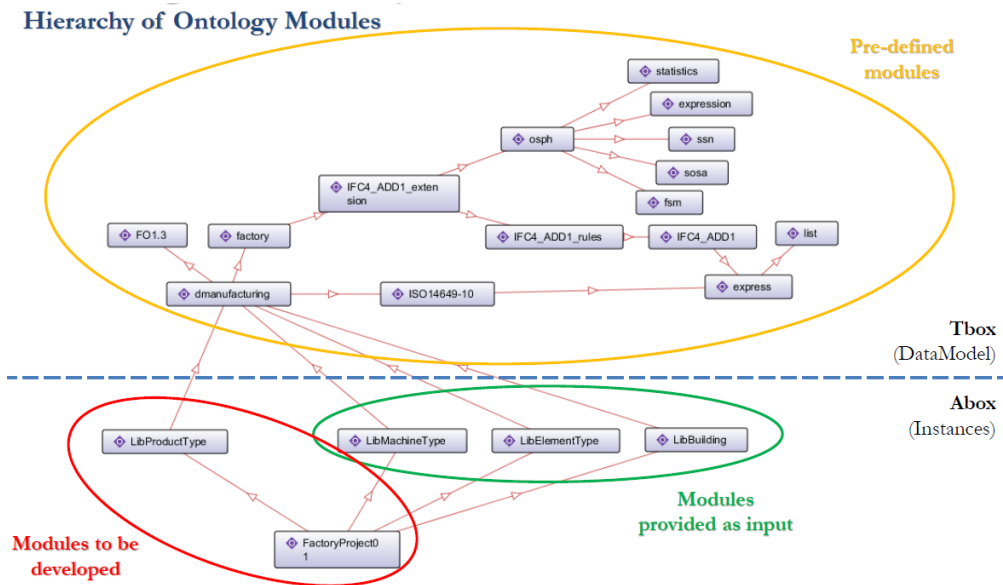 Hierarchy of Ontology Modules
Pre-defined
modules
statistics
expression
osph
ssn
sosa
IFC4_ADD1_exten
sion
fsm
FO1.3
factory
IFC4_ADD1_rules
IFC4_ADD1
list
express
dmanufacturing
ISO14649-10
Tbox
(DataModel)
Abox
(Instances)
LibProductType
LibMachineType
LibElementType
LibBuilding
Modules
provided as input
Modules to be
developed
FactoryProject0
1